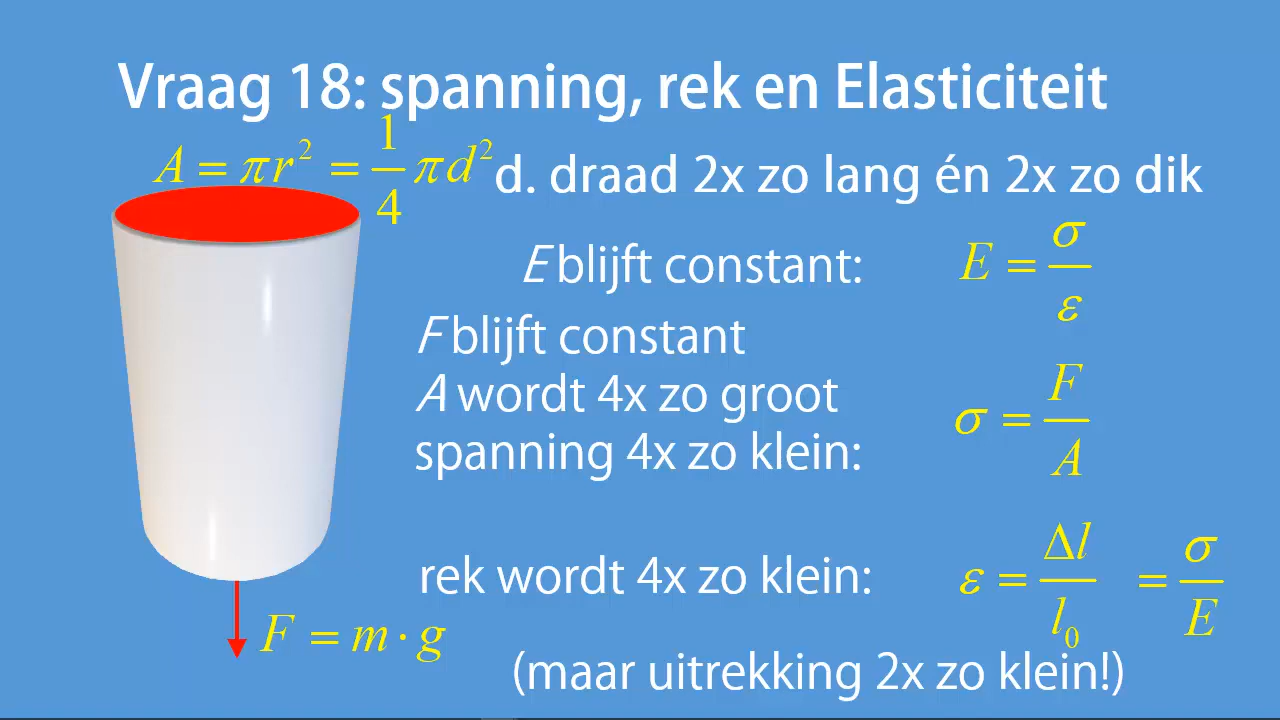 Vraag 18: spanning, rek en Elasticiteit
A = πr² = 1/4 πd²
d. draad 2x zo lang én 2x zo dik
E blijft constant: E = σ/ε
F blijft constant
A wordt 4x zo groot
spanning 4x zo klein: σ = F/A
rek wordt 4x zo klein: ε = Δl/l₀ = σ/E
F = m · g
(maar uitrekking 2x zo klein!)